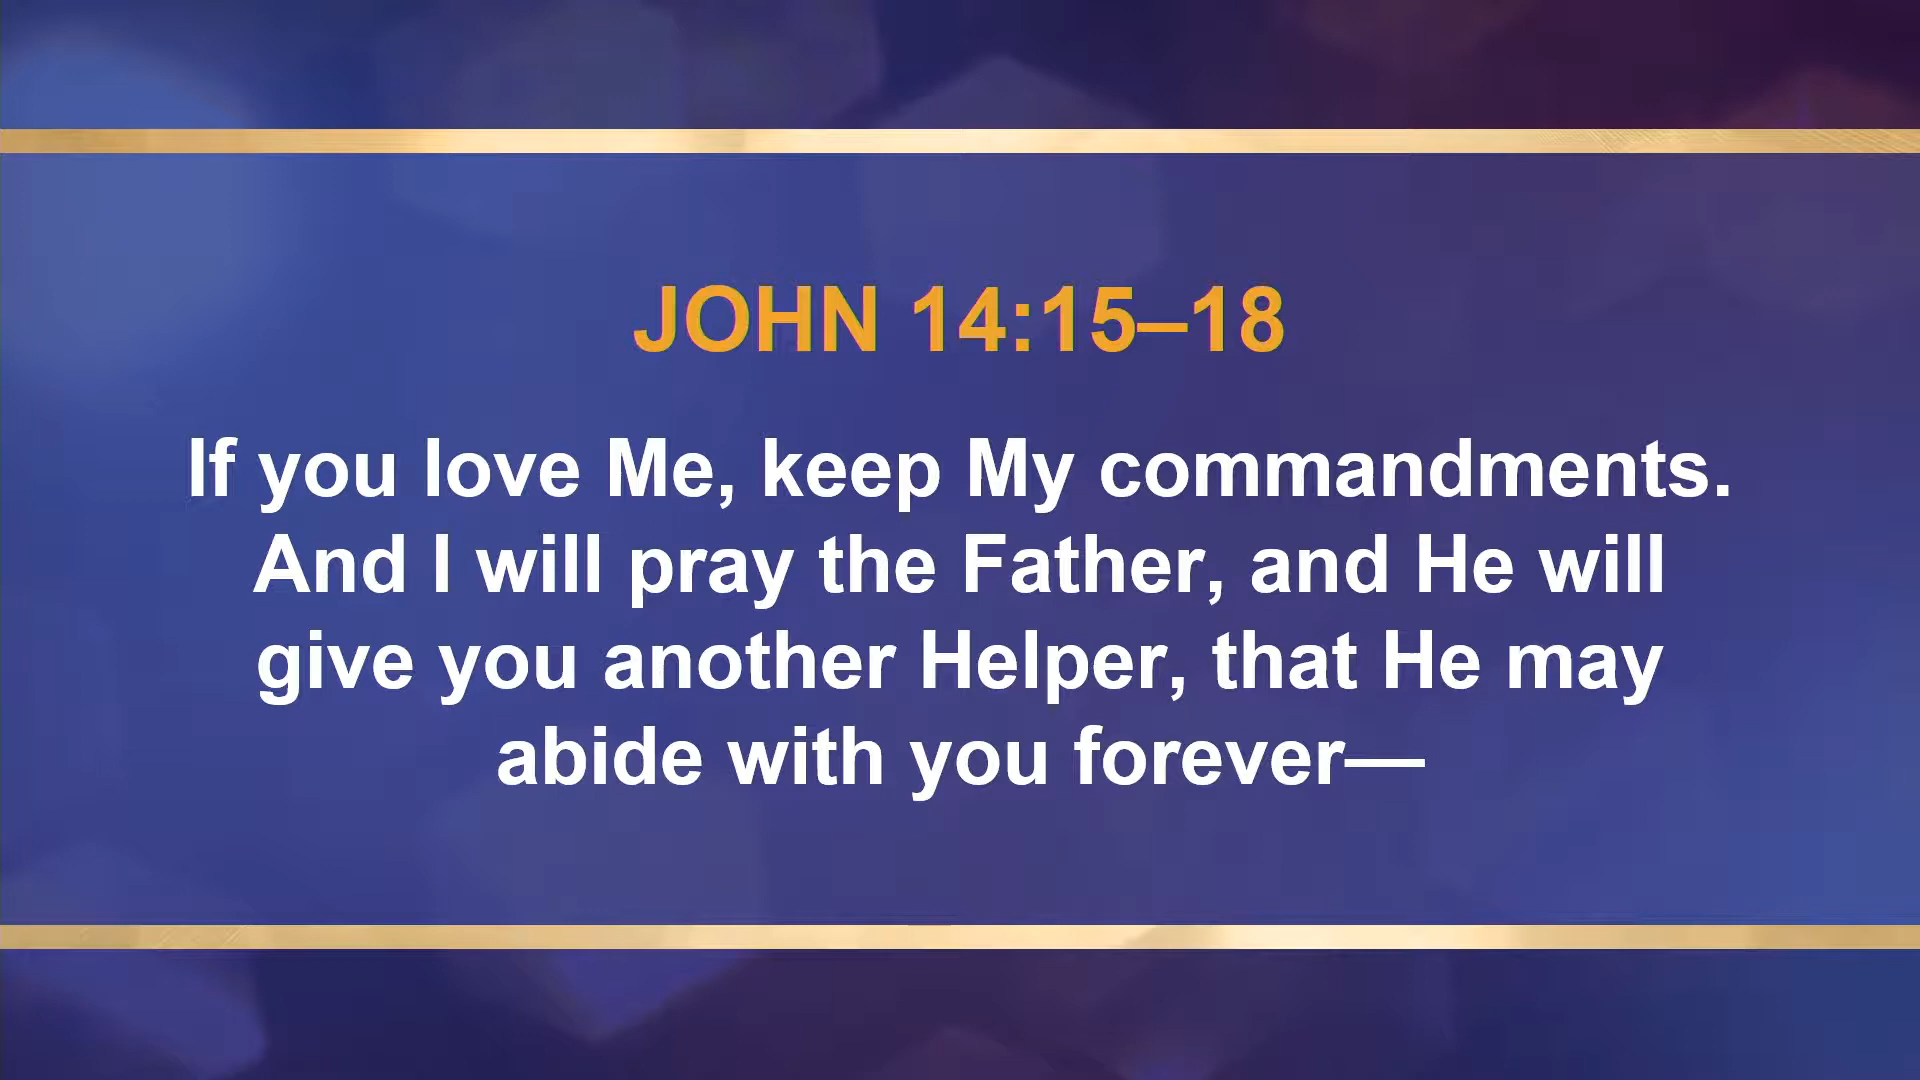 JOHN 14:15–18
If you love Me, keep My commandments.
And I will pray the Father, and He will
give you another Helper, that He may
abide with you forever—